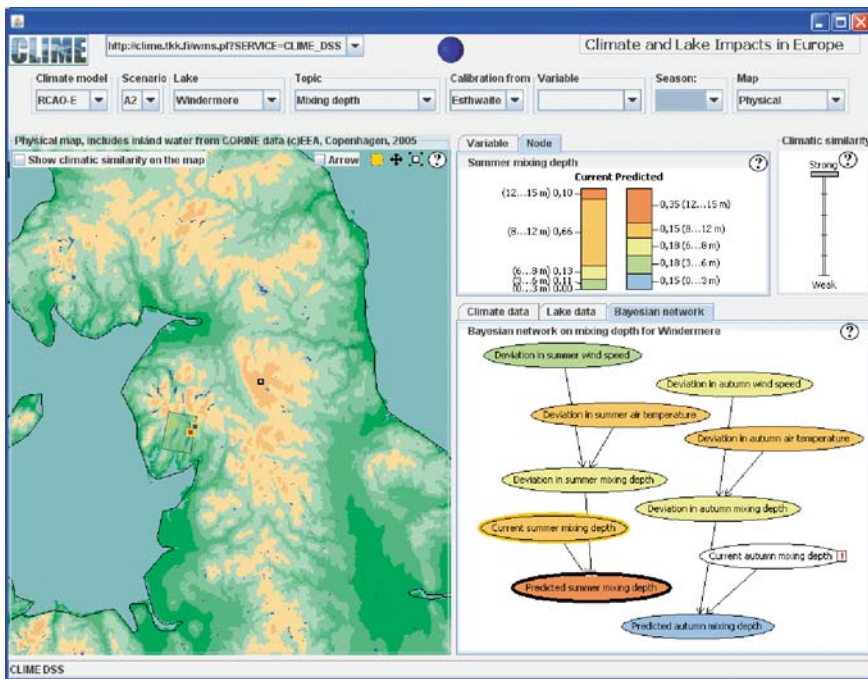 CLIME
http://clime.tkk.fi/wms.pl?SERVICE=CLIME_DSS
Climate and Lake Impacts in Europe
Climate model
Scenario
Lake
Topic
Calibration from
Variable
Season:
Map
RCAO-E
A2
Windermere
Mixing depth
Esthwaite
Physical
Physical map, includes inland water from CORINE data (c)EEA, Copenhagen, 2005
Show climatic similarity on the map
Arrow
Variable
Node
Summer mixing depth
Current Predicted
(12...15 m) 0,10
(8...12 m) 0,66
(6...8 m) 0,13
(3...6 m) 0,11
(0...3 m) 0,00
0,35 (12...15 m)
0,15 (8...12 m)
0,18 (6...8 m)
0,18 (3...6 m)
0,15 (0...3 m)
Climatic similarity
Strong
Weak
Climate data
Lake data
Bayesian network
Bayesian network on mixing depth for Windermere
Deviation in summer wind speed
Deviation in autumn wind speed
Deviation in summer air temperature
Deviation in autumn air temperature
Deviation in summer mixing depth
Deviation in autumn mixing depth
Current summer mixing depth
Current autumn mixing depth !
Predicted summer mixing depth
Predicted autumn mixing depth
CLIME DSS